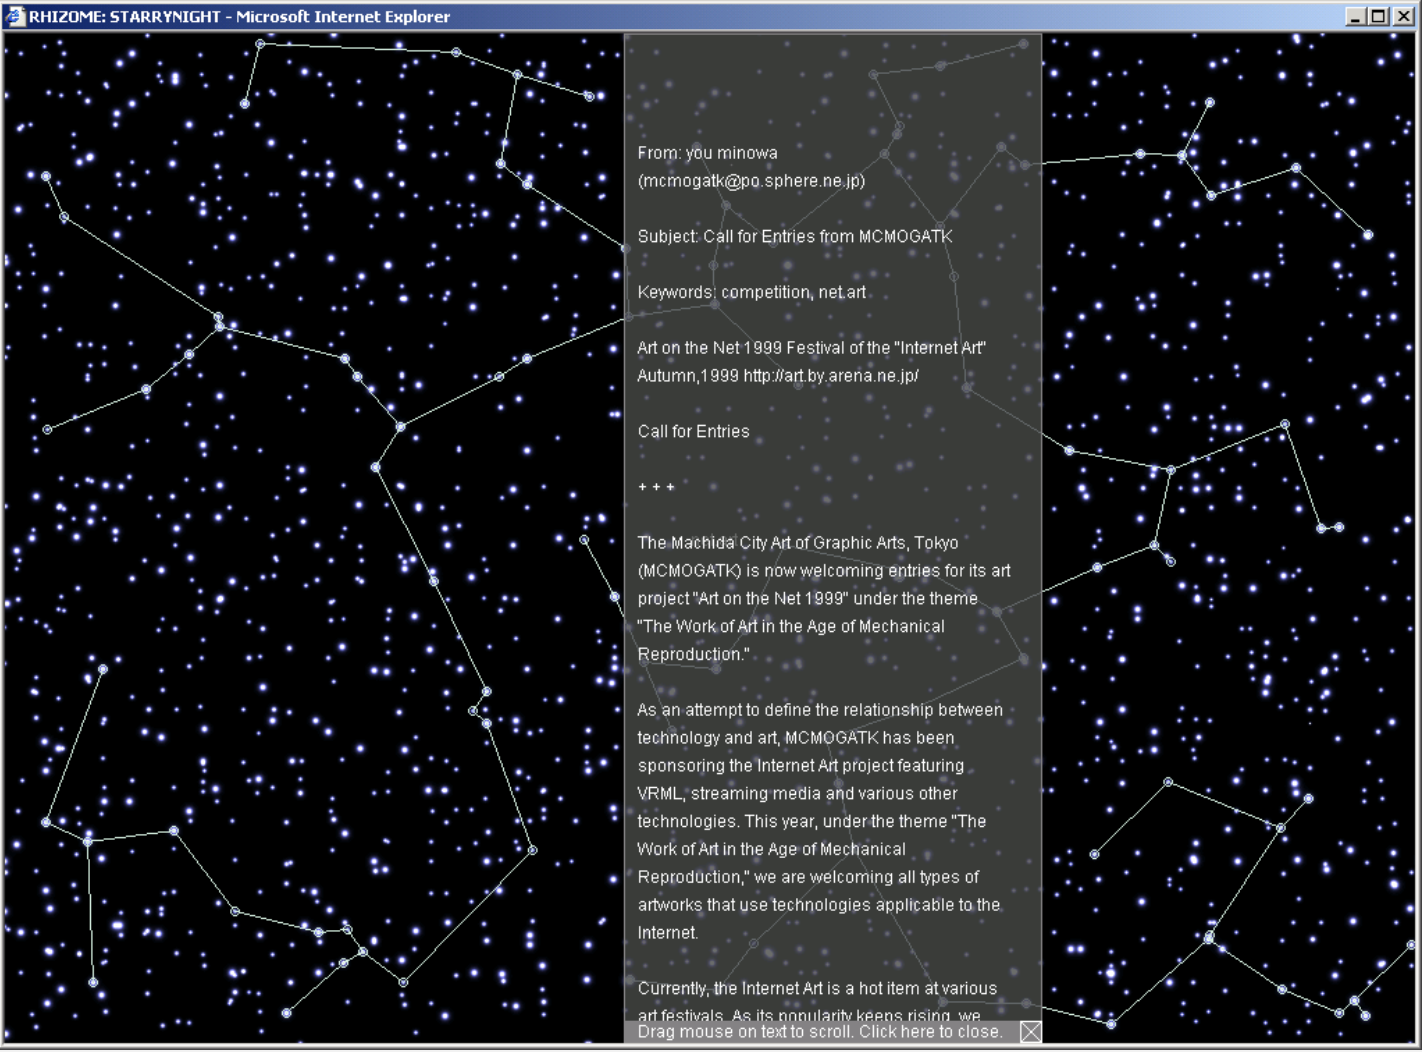 RHIZOME: STARRYNIGHT - Microsoft Internet Explorer
From: you minowa
(mcmogatk@po.sphere.ne.jp)
Subject: Call for Entries from MCMOGATK
Keywords: competition, net.art
Art on the Net 1999 Festival of the "Internet Art"
Autumn,1999 http://art.by.arena.ne.jp/
Call for Entries
+ + +
The Machida City Art of Graphic Arts, Tokyo
(MCMOGATK) is now welcoming entries for its art
project "Art on the Net 1999" under the theme
"The Work of Art in the Age of Mechanical
Reproduction."
As an attempt to define the relationship between
technology and art, MCMOGATK has been
sponsoring the Internet Art project featuring
VRML, streaming media and various other
technologies. This year, under the theme "The
Work of Art in the Age of Mechanical
Reproduction," we are welcoming all types of
artworks that use technologies applicable to the
Internet.
Currently, the Internet Art is a hot item at various
art festivals. As its popularity keeps rising, we
Drag mouse on text to scroll. Click here to close.